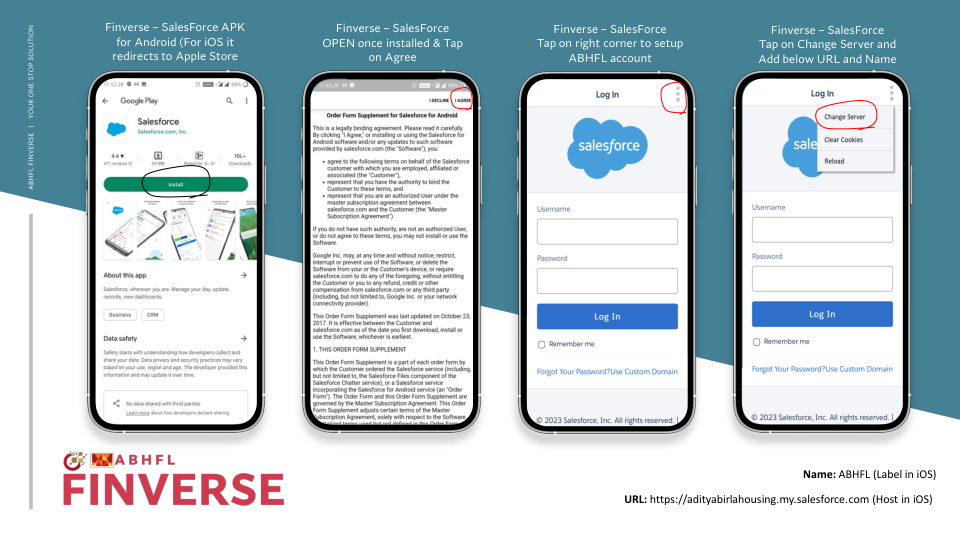 ABHFL FINVERSE | YOUR ONE STOP SOLUTION
Finverse – SalesForce APK
for Android (For iOS it
redirects to Apple Store
Finverse – SalesForce
OPEN once installed & Tap
on Agree
Finverse – SalesForce
Tap on right corner to setup
ABHFL account
Finverse – SalesForce
Tap on Change Server and
Add below URL and Name
68%
Google Play
Salesforce
Salesforce.com, inc.
4.6 ★
10L+
471 reviews
59 MB
Rated for 3+
Downloads
Install
About this app
Salesforce, wherever you are. Manage your day, update
records, view dashboards.
Business
CRM
Data safety
Safety starts with understanding how developers collect and
share your data. Data privacy and security practices may vary
based on your use, region and age. The developer provided this
information and may update it over time.
No data shared with third parties
Learn more about how developers declare sharing
68%
I DECLINE
I AGREE
Order Form Supplement for Salesforce for Android
This is a legally binding agreement. Please read it carefully.
By clicking "I Agree," or installing or using the Salesforce for
Android software and/or any updates to such software
provided by salesforce.com (the "Software"), you:
• agree to the following terms on behalf of the Salesforce
customer with which you are employed, affiliated or
associated (the "Customer"),
• represent that you have the authority to bind the
Customer to these terms, and
• represent that you are an authorized User under the
master subscription agreement between
salesforce.com and the Customer (the "Master
Subscription Agreement").
If you do not have such authority, are not an authorized User,
or do not agree to these terms, you may not install or use the
Software.
Google Inc. may, at any time and without notice, restrict,
interrupt or prevent use of the Software, or delete the
Software from your or the Customer's device, or require
salesforce.com to do any of the foregoing, without entitling
the Customer or you to any refund, credit or other
compensation from salesforce.com or any third party
(including, but not limited to, Google Inc. or your network
connectivity provider).
This Order Form Supplement was last updated on October 23,
2017. It is effective between the Customer and
salesforce.com as of the date you first download, install or
use the Software, whichever is earliest.
1. THIS ORDER FORM SUPPLEMENT
This Order Form Supplement is a part of each order form by
which the Customer ordered the Salesforce service (including,
but not limited to, the Salesforce Files component of the
Salesforce Chatter service), or a Salesforce service
incorporating the Salesforce for Android service (an "Order
Form"). The Order Form and this Order Form Supplement are
governed by the Master Subscription Agreement. This Order
Form Supplement adjusts certain terms of the Master
Subscription Agreement, solely with respect to the Software.
Log In
salesforce
Username
Password
Log In
Remember me
Forgot Your Password?Use Custom Domain
© 2023 Salesforce, Inc. All rights reserved. |
Log In
Change Server
Clear Cookies
Reload
sale
Username
Password
Log In
Remember me
Forgot Your Password?Use Custom Domain
© 2023 Salesforce, Inc. All rights reserved. |
ABHFL
FINVERSE
Name: ABHFL (Label in iOS)
URL: https://adityabirlahousing.my.salesforce.com (Host in iOS)